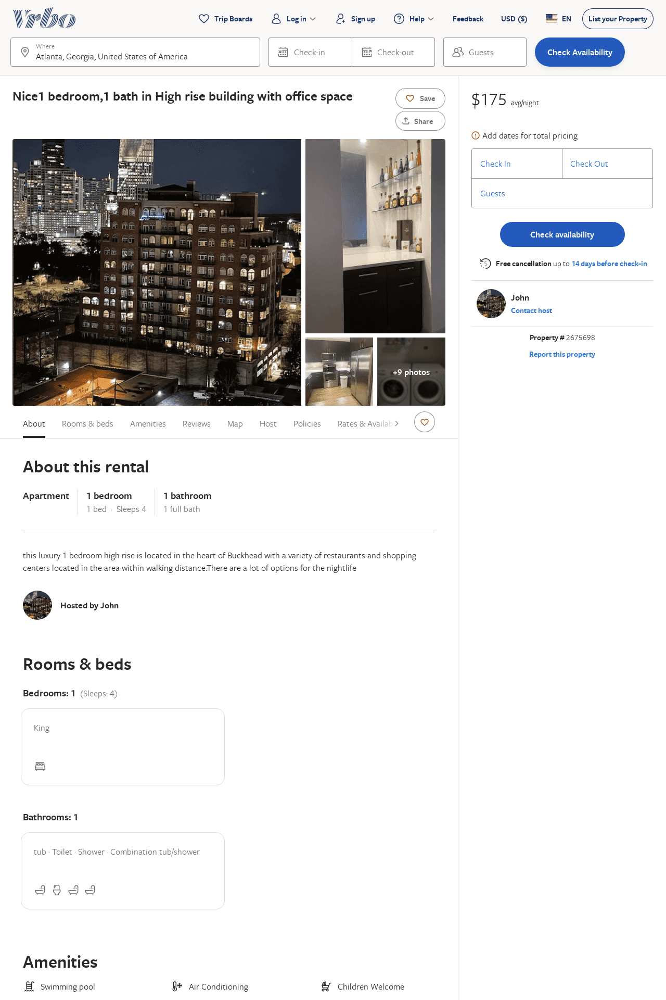 Vrbo
Trip Boards
Log in
Sign up
Help
Feedback
USD ($)
EN
List your Property
Where
Atlanta, Georgia, United States of America
Check-in
Check-out
Guests
Check Availability
Nice1 bedroom,1 bath in High rise building with office space
Save
Share
+9 photos
$175 avg/night
Add dates for total pricing
Check In
Check Out
Guests
Check availability
Free cancellation up to 14 days before check-in
John
Contact host
Property # 2675698
Report this property
About
Rooms & beds
Amenities
Reviews
Map
Host
Policies
Rates & Availab
About this rental
Apartment
1 bedroom
1 bed · Sleeps 4
1 bathroom
1 full bath
this luxury 1 bedroom high rise is located in the heart of Buckhead with a variety of restaurants and shopping
centers located in the area within walking distance.There are a lot of options for the nightlife
Hosted by John
Rooms & beds
Bedrooms: 1 (Sleeps: 4)
King
Bathrooms: 1
tub · Toilet · Shower · Combination tub/shower
Amenities
Swimming pool
Air Conditioning
Children Welcome